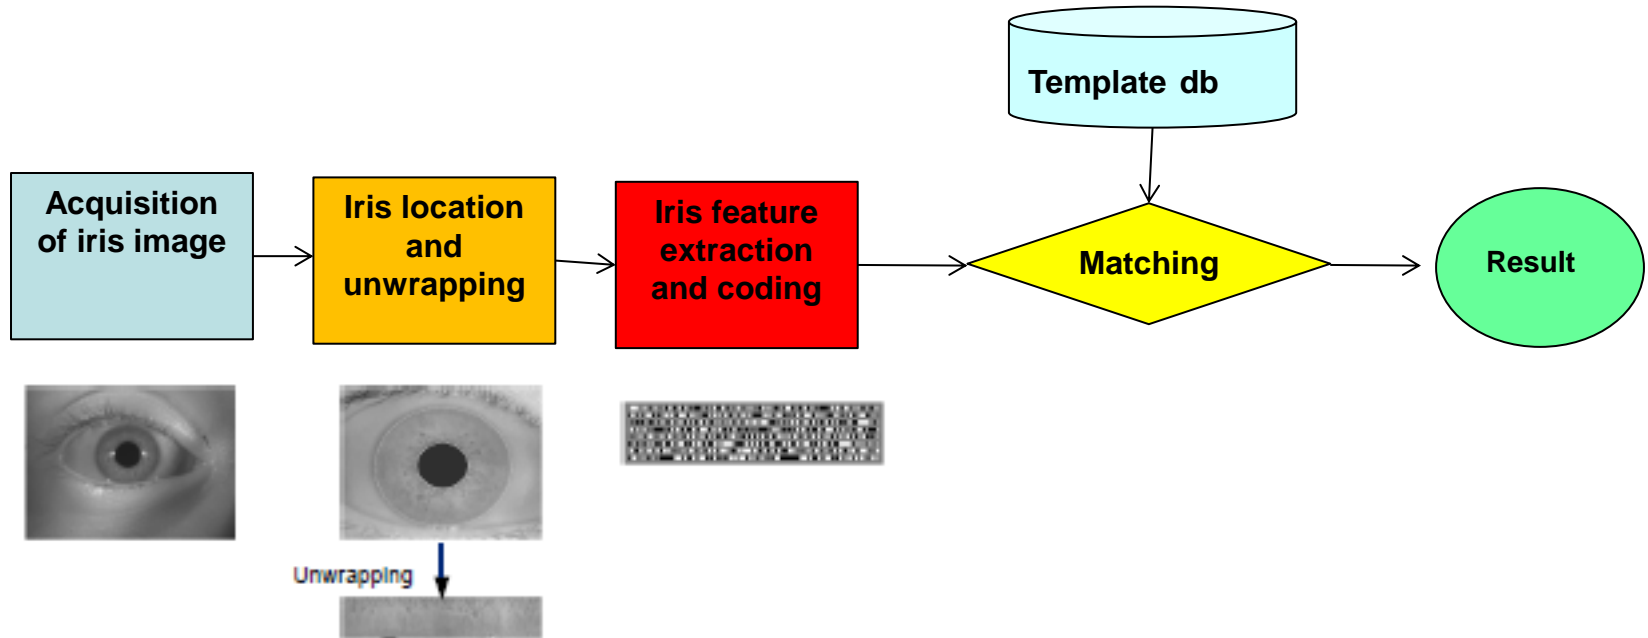 Template db
Acquisition
of iris image
Iris location
and
unwrapping
Iris feature
extraction
and coding
Matching
Result
Unwrapping